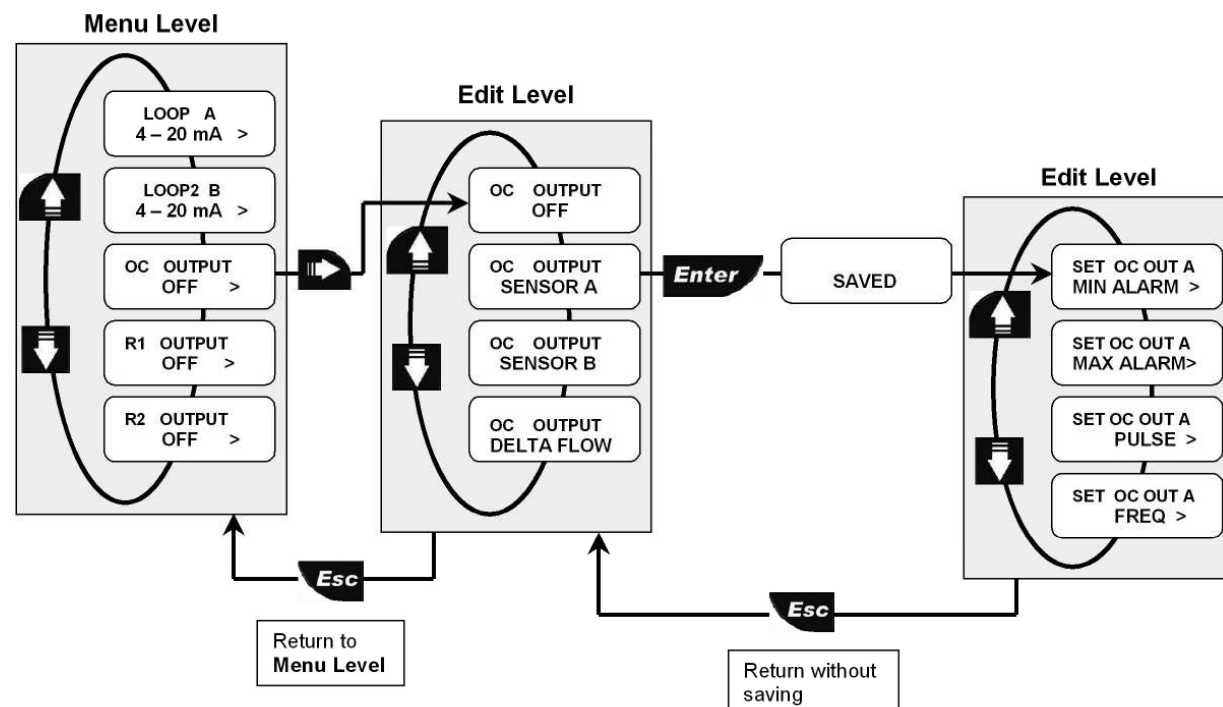 Menu Level
LOOP A
4 – 20 mA >
LOOP2 B
4 – 20 mA >
OC OUTPUT
OFF >
R1 OUTPUT
OFF >
R2 OUTPUT
OFF >
Edit Level
OC OUTPUT
OFF
OC OUTPUT
SENSOR A
OC OUTPUT
SENSOR B
OC OUTPUT
DELTA FLOW
Enter
SAVED
Edit Level
SET OC OUT A
MIN ALARM >
SET OC OUT A
MAX ALARM>
SET OC OUT A
PULSE >
SET OC OUT A
FREQ >
Esc
Return to
Menu Level
Esc
Return without
saving